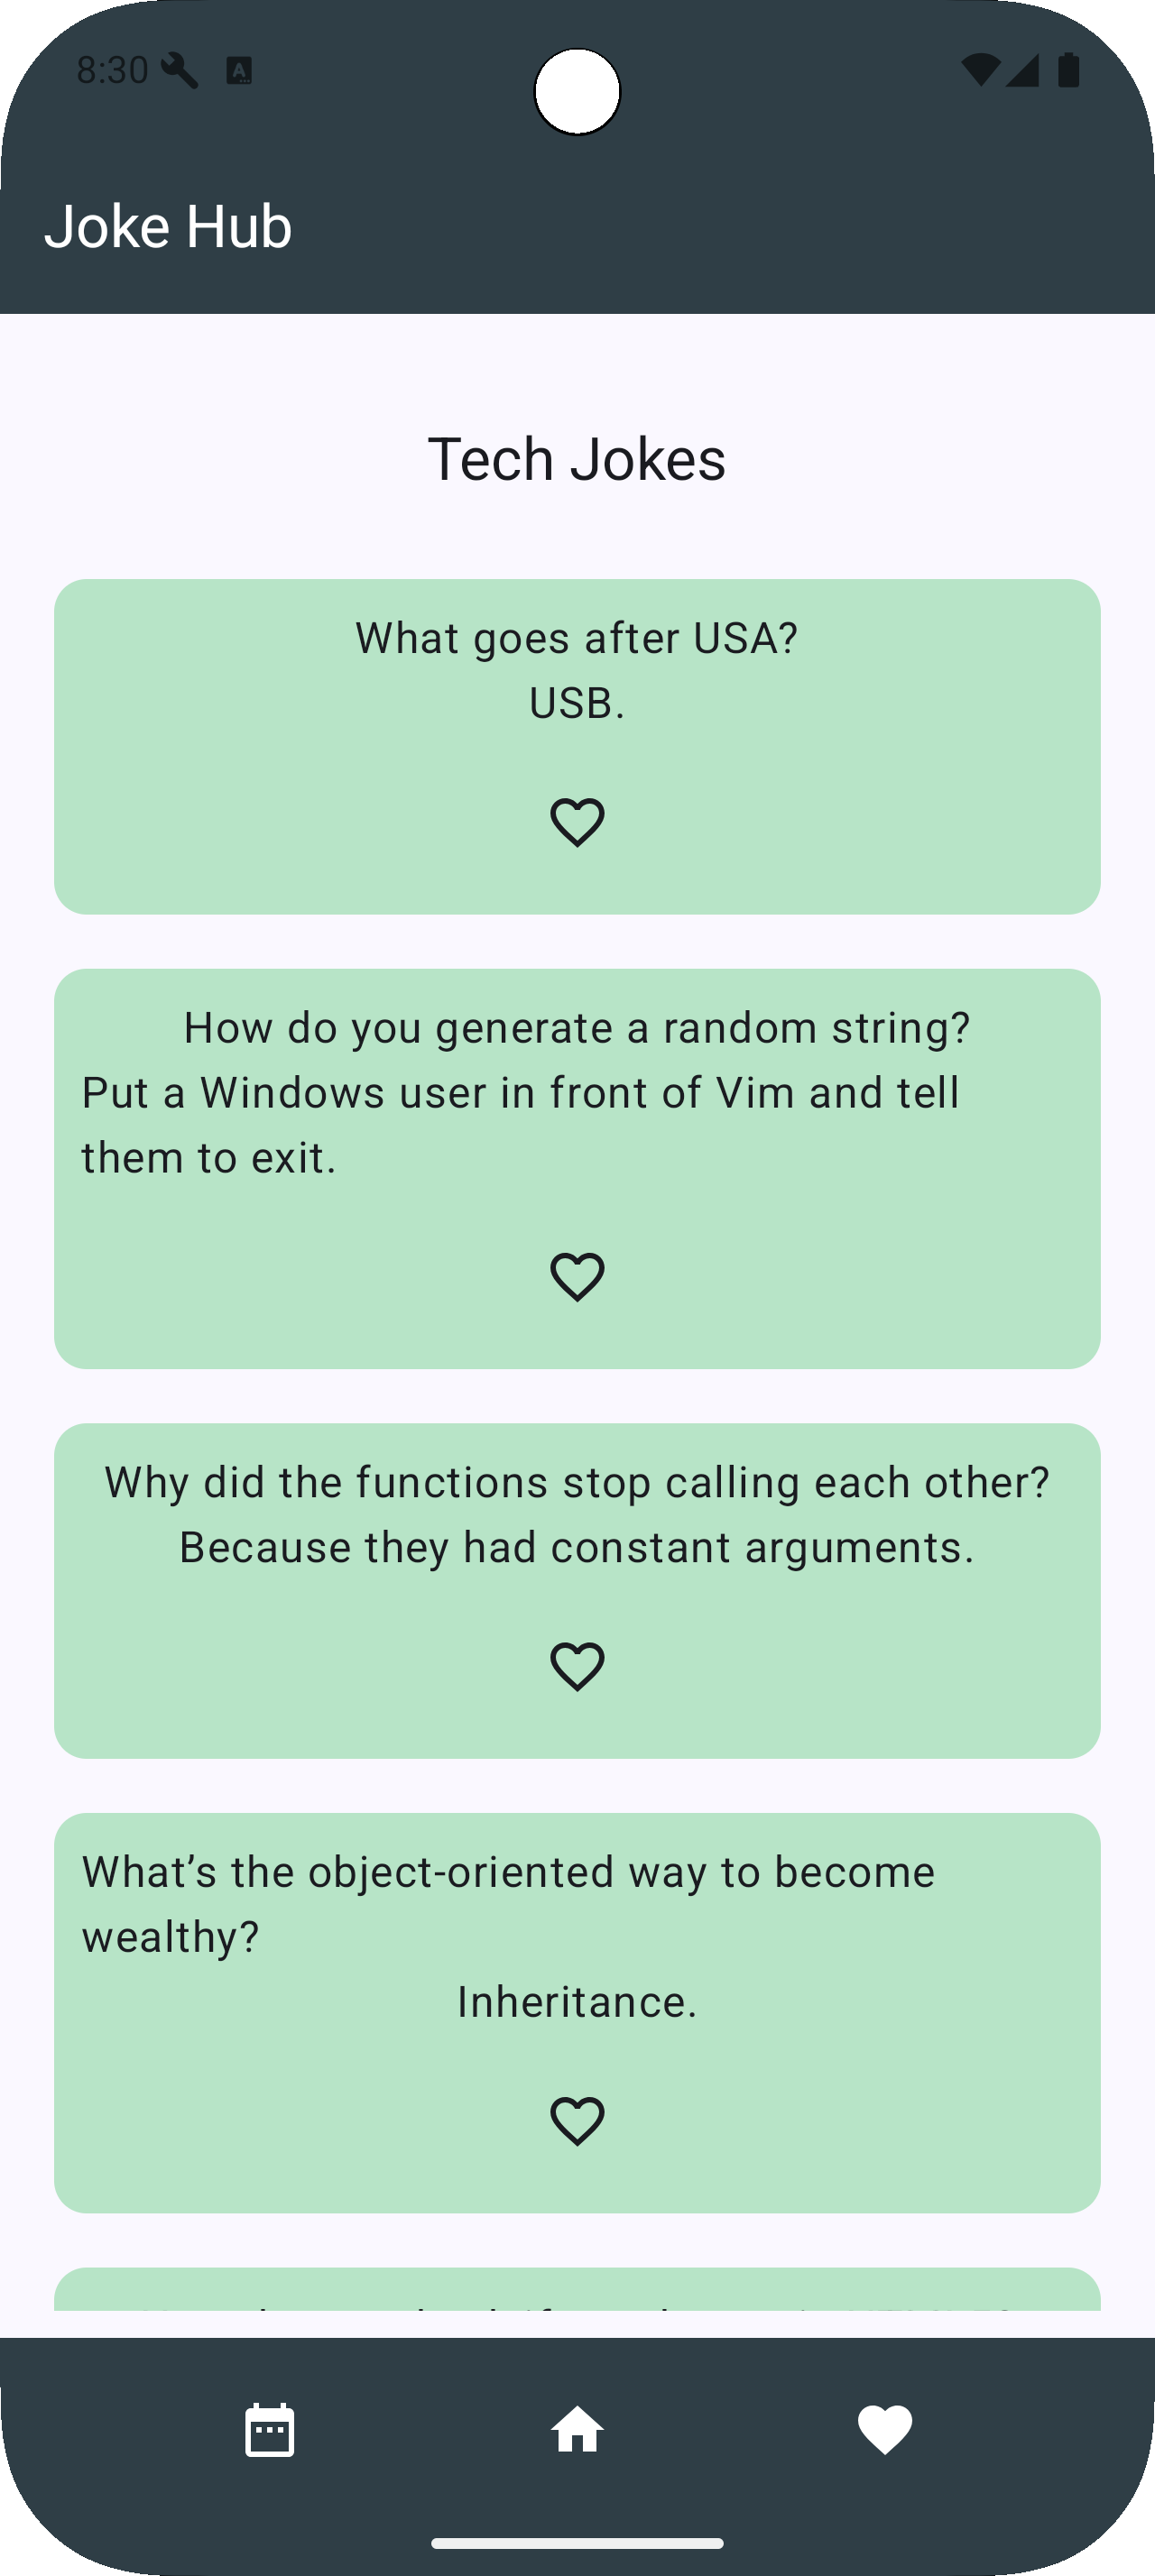 8:30
Joke Hub
Tech Jokes
What goes after USA?
USB.
How do you generate a random string?
Put a Windows user in front of Vim and tell
them to exit.
Why did the functions stop calling each other?
Because they had constant arguments.
What’s the object-oriented way to become
wealthy?
Inheritance.